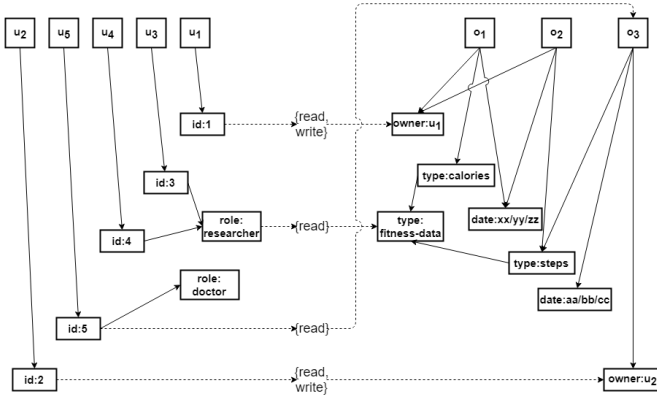 u2 u5 u4 u3 u1 o1 o2 o3
id:1
{read,
write}
owner:u1
id:3
type:calories
role:
researcher
{read}
type:
fitness-data
date:xx/yy/zz
id:4
type:steps
role:
doctor
date:aa/bb/cc
id:5
{read}
id:2
{read,
write}
owner:u2